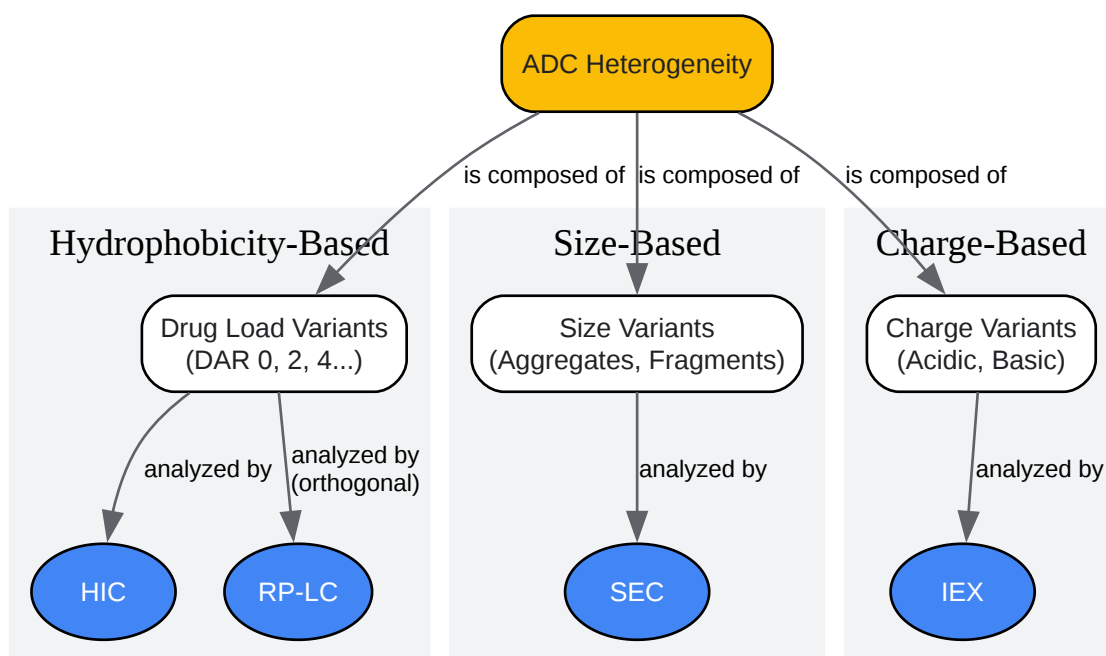 ADC Heterogeneity
is composed of
is composed of
is composed of
Hydrophobicity-Based
Size-Based
Charge-Based
Drug Load Variants
(DAR 0, 2, 4...)
Size Variants
(Aggregates, Fragments)
Charge Variants
(Acidic, Basic)
analyzed by
analyzed by
(orthogonal)
analyzed by
analyzed by
HIC
RP-LC
SEC
IEX